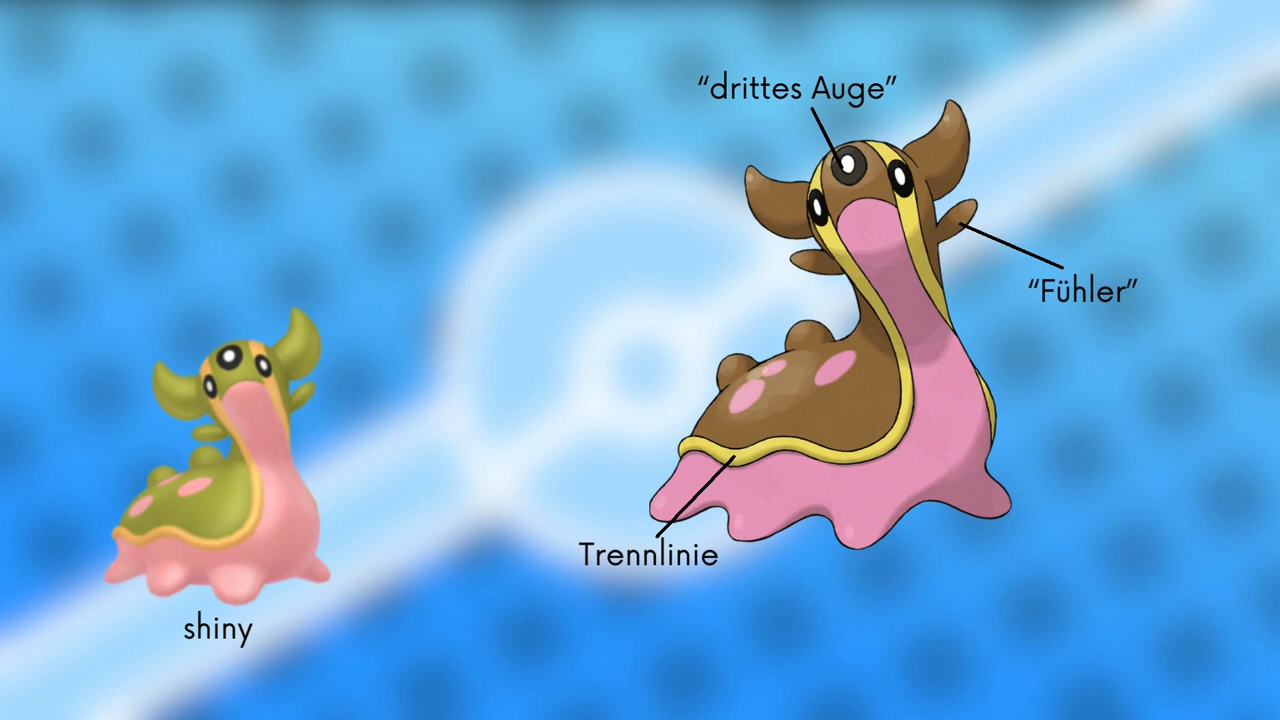 “drittes Auge”
“Fühler”
Trennlinie
shiny